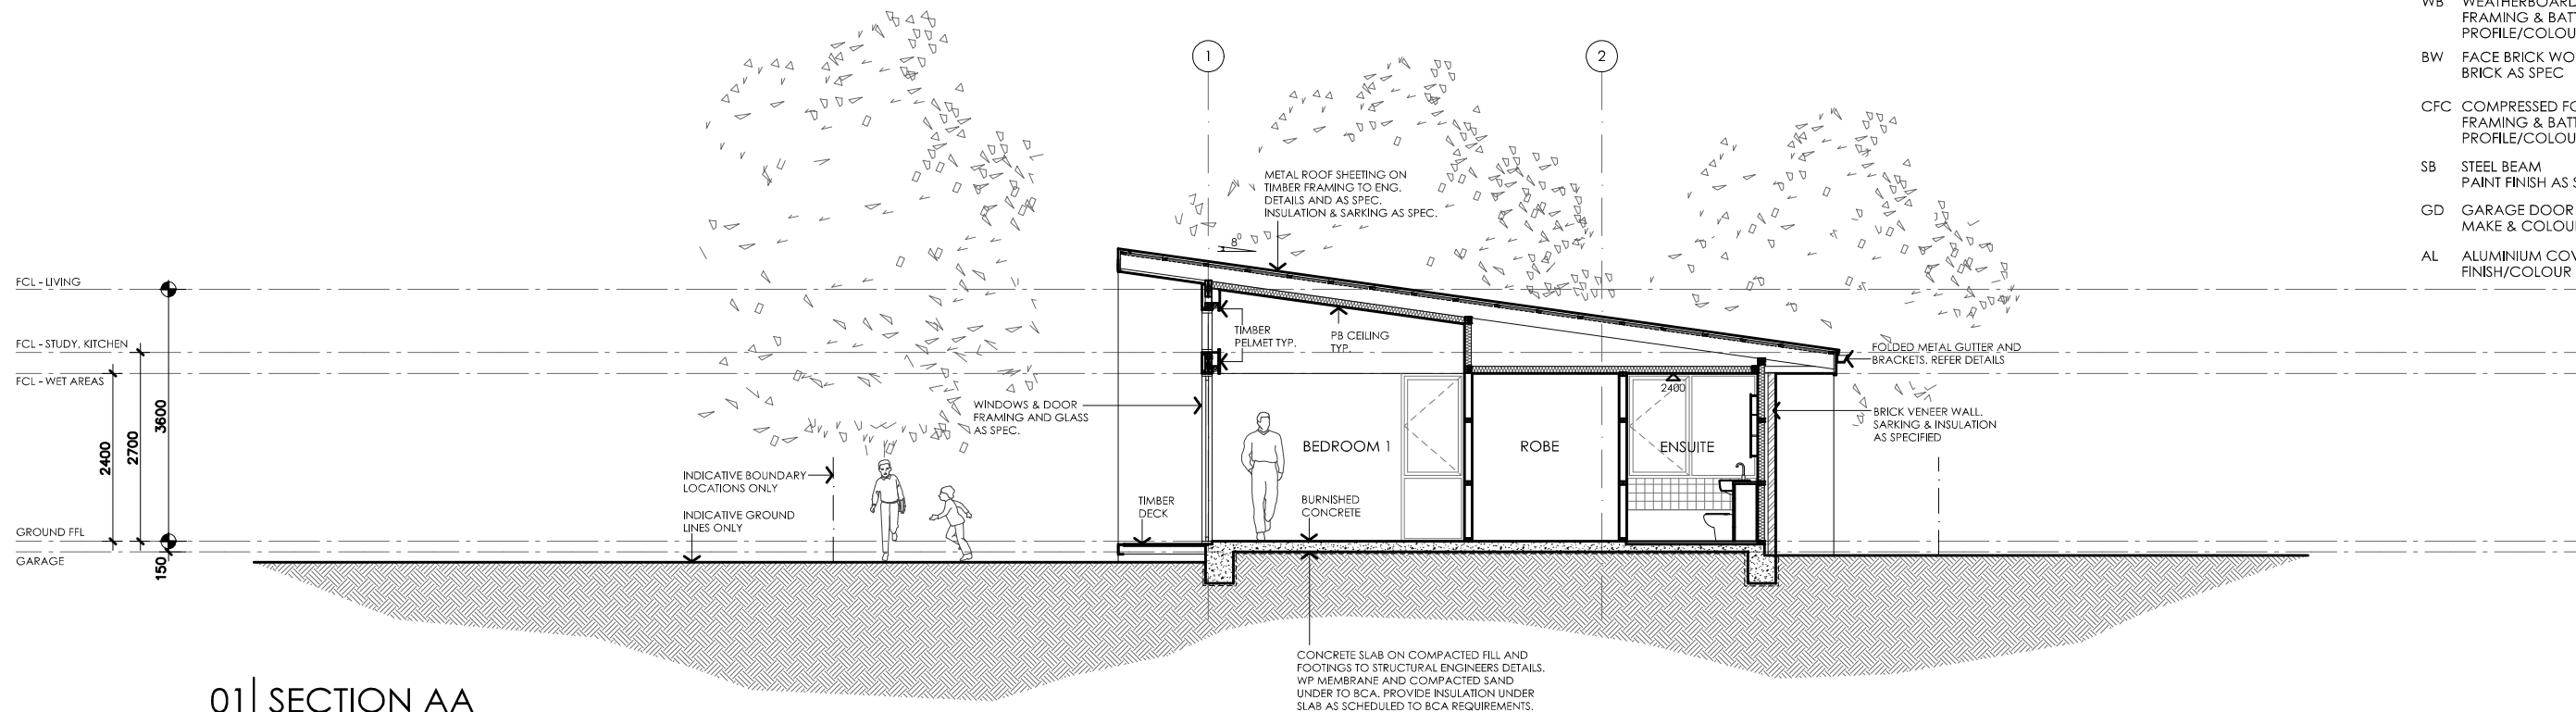 WB WEATHERBOARD
FRAMING & BATT
PROFILE/COLOU
BW FACE BRICK WO
BRICK AS SPEC
CFC COMPRESSED FC
FRAMING & BATT
PROFILE/COLOU
SB STEEL BEAM
PAINT FINISH AS S
GD GARAGE DOOR
MAKE & COLOU
AL ALUMINIUM COV
FINISH/COLOUR
1
2
METAL ROOF SHEETING ON
TIMBER FRAMING TO ENG.
DETAILS AND AS SPEC.
INSULATION & SARKING AS SPEC.
8⁰
FCL - LIVING
FCL - STUDY, KITCHEN
FCL - WET AREAS
3600
2700
2400
GROUND FFL
GARAGE
150
TIMBER
PELMET TYP.
PB CEILING
TYP.
FOLDED METAL GUTTER AND
BRACKETS. REFER DETAILS
2400
WINDOWS & DOOR
FRAMING AND GLASS
AS SPEC.
BRICK VENEER WALL.
SARKING & INSULATION
AS SPECIFIED
BEDROOM 1
ROBE
ENSUITE
INDICATIVE BOUNDARY
LOCATIONS ONLY
INDICATIVE GROUND
LINES ONLY
TIMBER
DECK
BURNISHED
CONCRETE
CONCRETE SLAB ON COMPACTED FILL AND
FOOTINGS TO STRUCTURAL ENGINEERS DETAILS.
WP MEMBRANE AND COMPACTED SAND
UNDER TO BCA. PROVIDE INSULATION UNDER
SLAB AS SCHEDULED TO BCA REQUIREMENTS.
01| SECTION AA